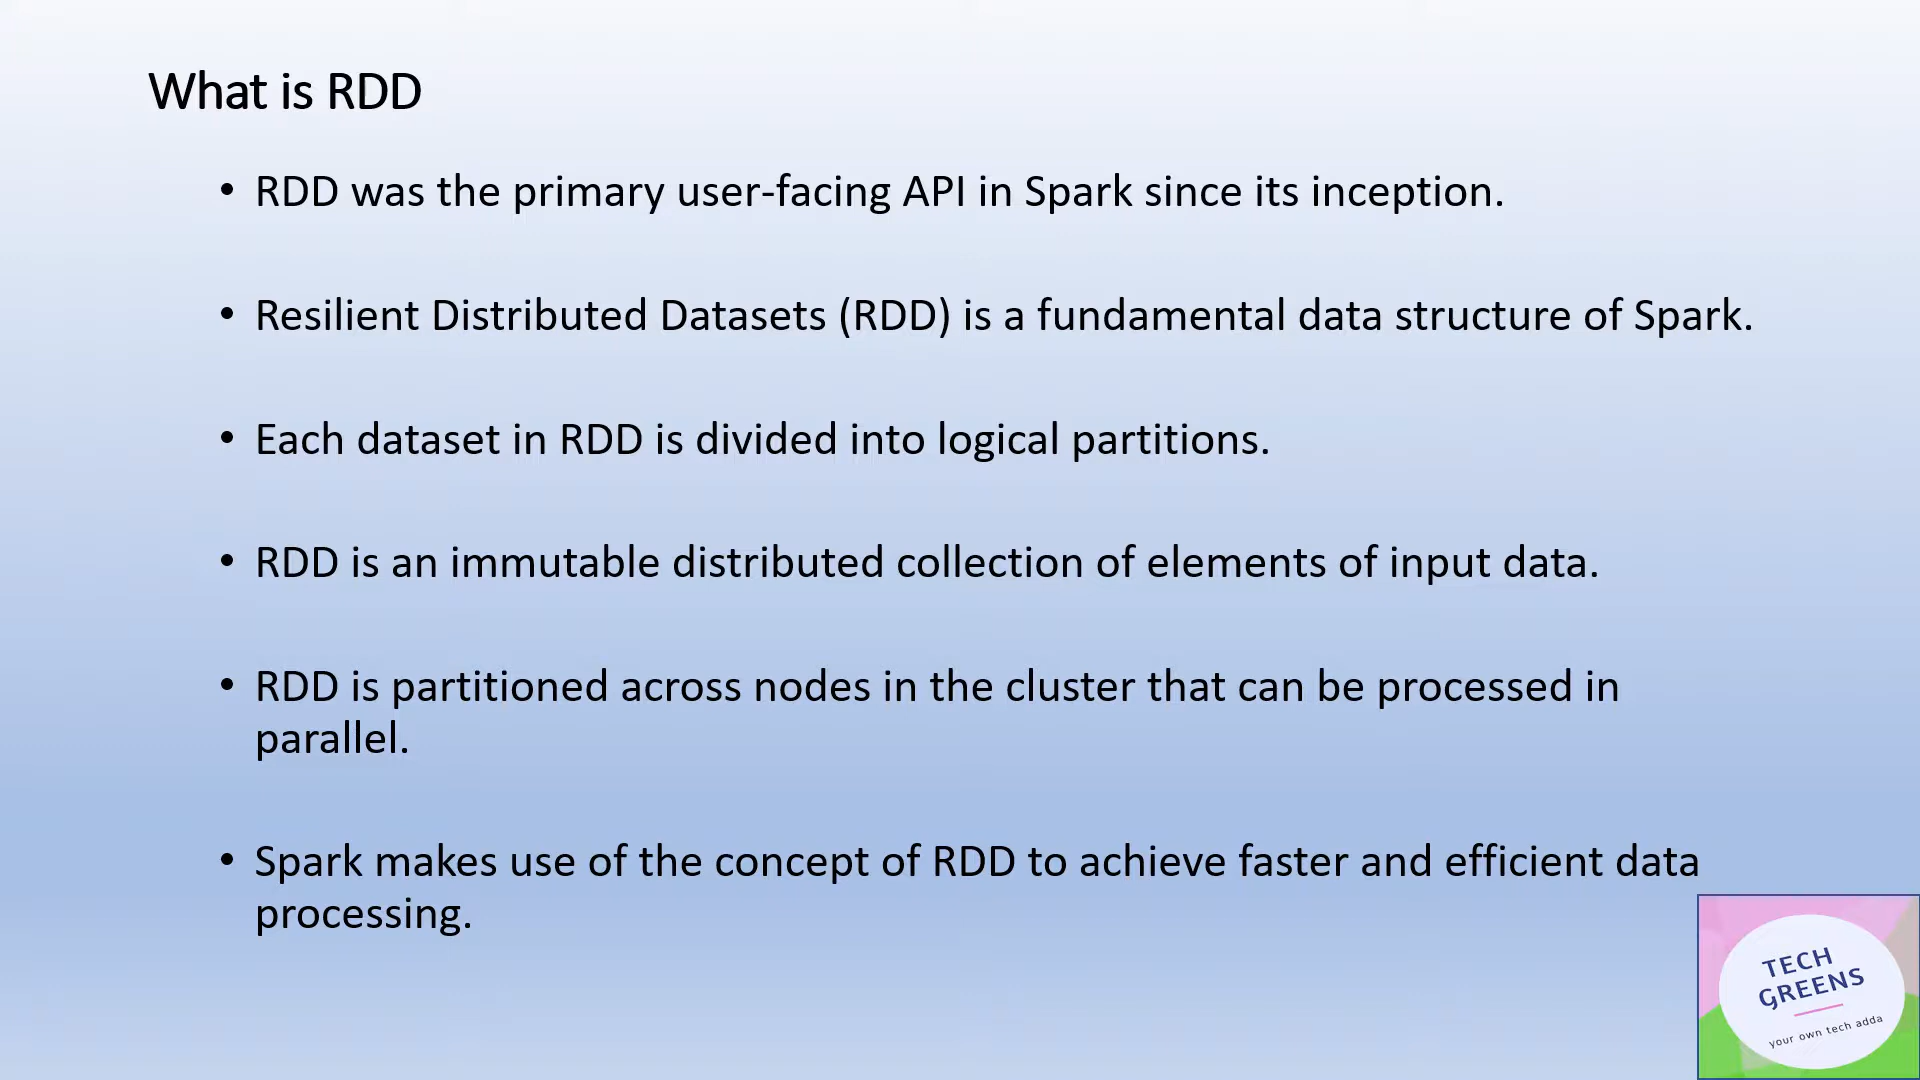 What is RDD
• RDD was the primary user-facing API in Spark since its inception.
• Resilient Distributed Datasets (RDD) is a fundamental data structure of Spark.
• Each dataset in RDD is divided into logical partitions.
• RDD is an immutable distributed collection of elements of input data.
• RDD is partitioned across nodes in the cluster that can be processed in
parallel.
• Spark makes use of the concept of RDD to achieve faster and efficient data
processing.
TECH
GREENS
your own tech adda